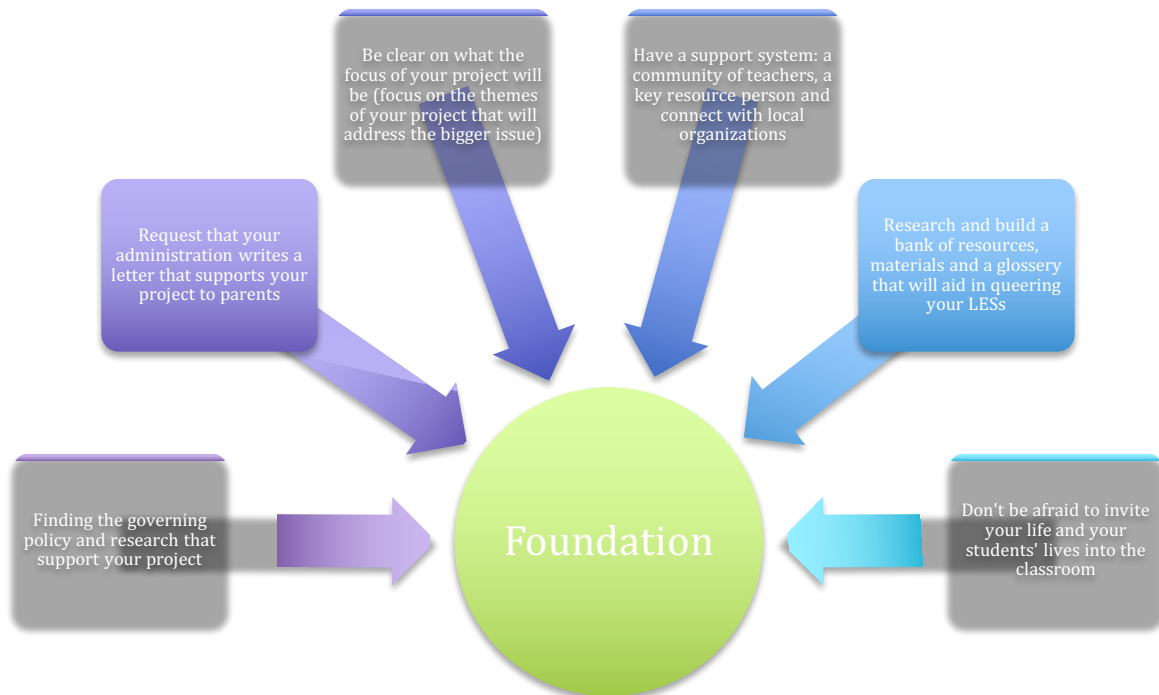 Be clear on what the
focus of your project will
be (focus on the themes
of your project that will
address the bigger issue)
Have a support system: a
community of teachers, a
key resource person and
connect with local
organizations
Request that your
administration writes a
letter that supports your
project to parents
Research and build a
bank of resources,
materials and a glossery
that will aid in queering
your LESs
Finding the governing
policy and research that
support your project
Foundation
Don't be afraid to invite
your life and your
students' lives into the
classroom